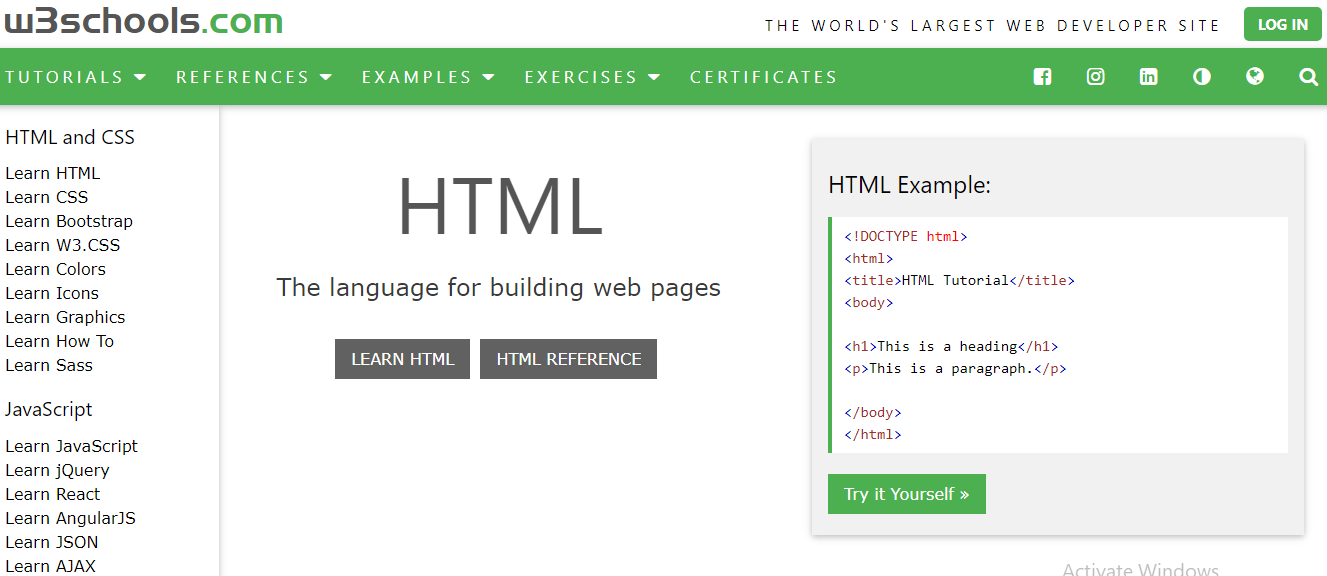 w3schools.com
THE WORLD'S LARGEST WEB DEVELOPER SITE
LOG IN
TUTORIALS REFERENCES EXAMPLES EXERCISES CERTIFICATES
HTML and CSS
Learn HTML
Learn CSS
Learn Bootstrap
Learn W3.CSS
Learn Colors
Learn Icons
Learn Graphics
Learn How To
Learn Sass
JavaScript
Learn JavaScript
Learn jQuery
Learn React
Learn AngularJS
Learn JSON
Learn AJAX
HTML
The language for building web pages
LEARN HTML
HTML REFERENCE
HTML Example:
<!DOCTYPE html>
<html>
<title>HTML Tutorial</title>
<body>
<h1>This is a heading</h1>
<p>This is a paragraph.</p>
</body>
</html>
Try it Yourself »
Activate Windows